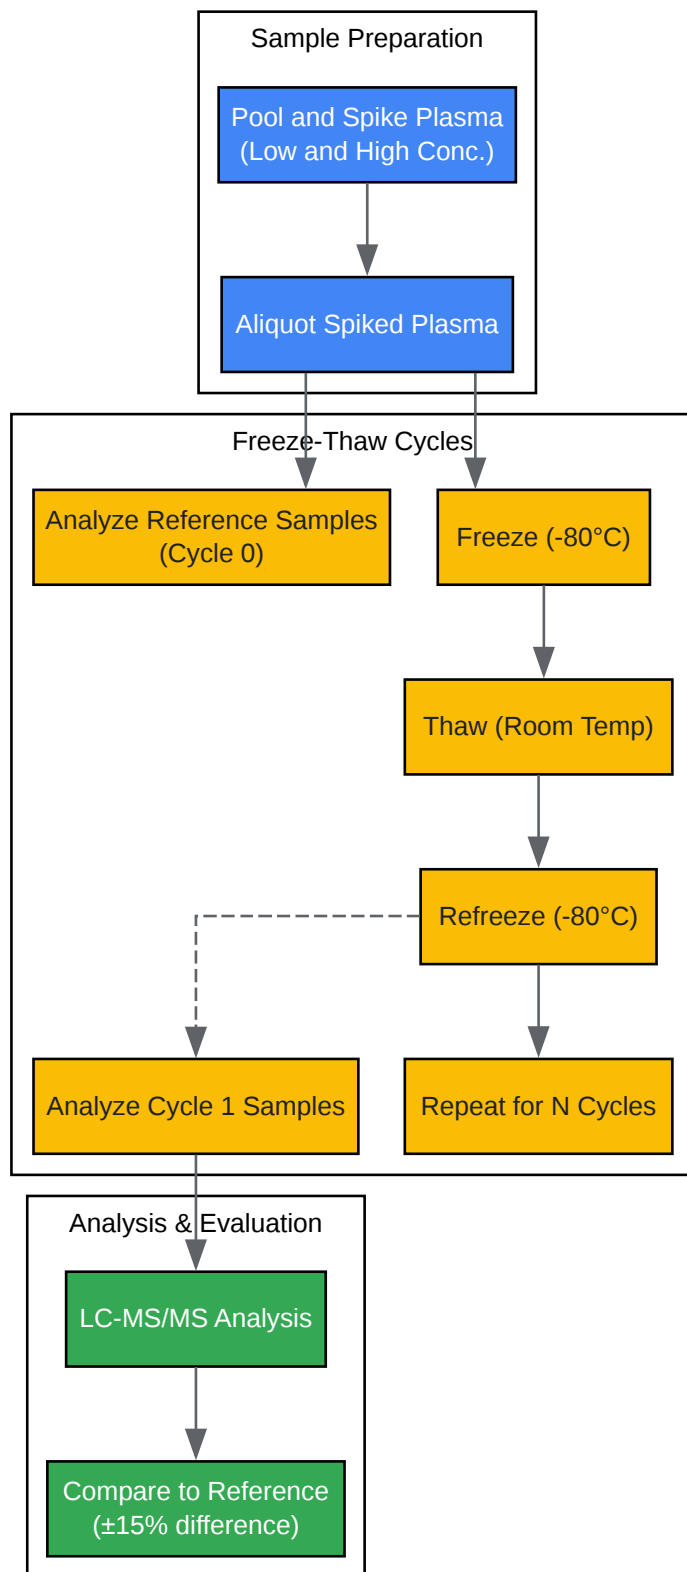 Sample Preparation
Pool and Spike Plasma
(Low and High Conc.)
Aliquot Spiked Plasma
Freeze-Thaw Cycles
Analyze Reference Samples
(Cycle 0)
Freeze (-80°C)
Thaw (Room Temp)
Refreeze (-80°C)
Analyze Cycle 1 Samples
Repeat for N Cycles
Analysis & Evaluation
LC-MS/MS Analysis
Compare to Reference
(±15% difference)